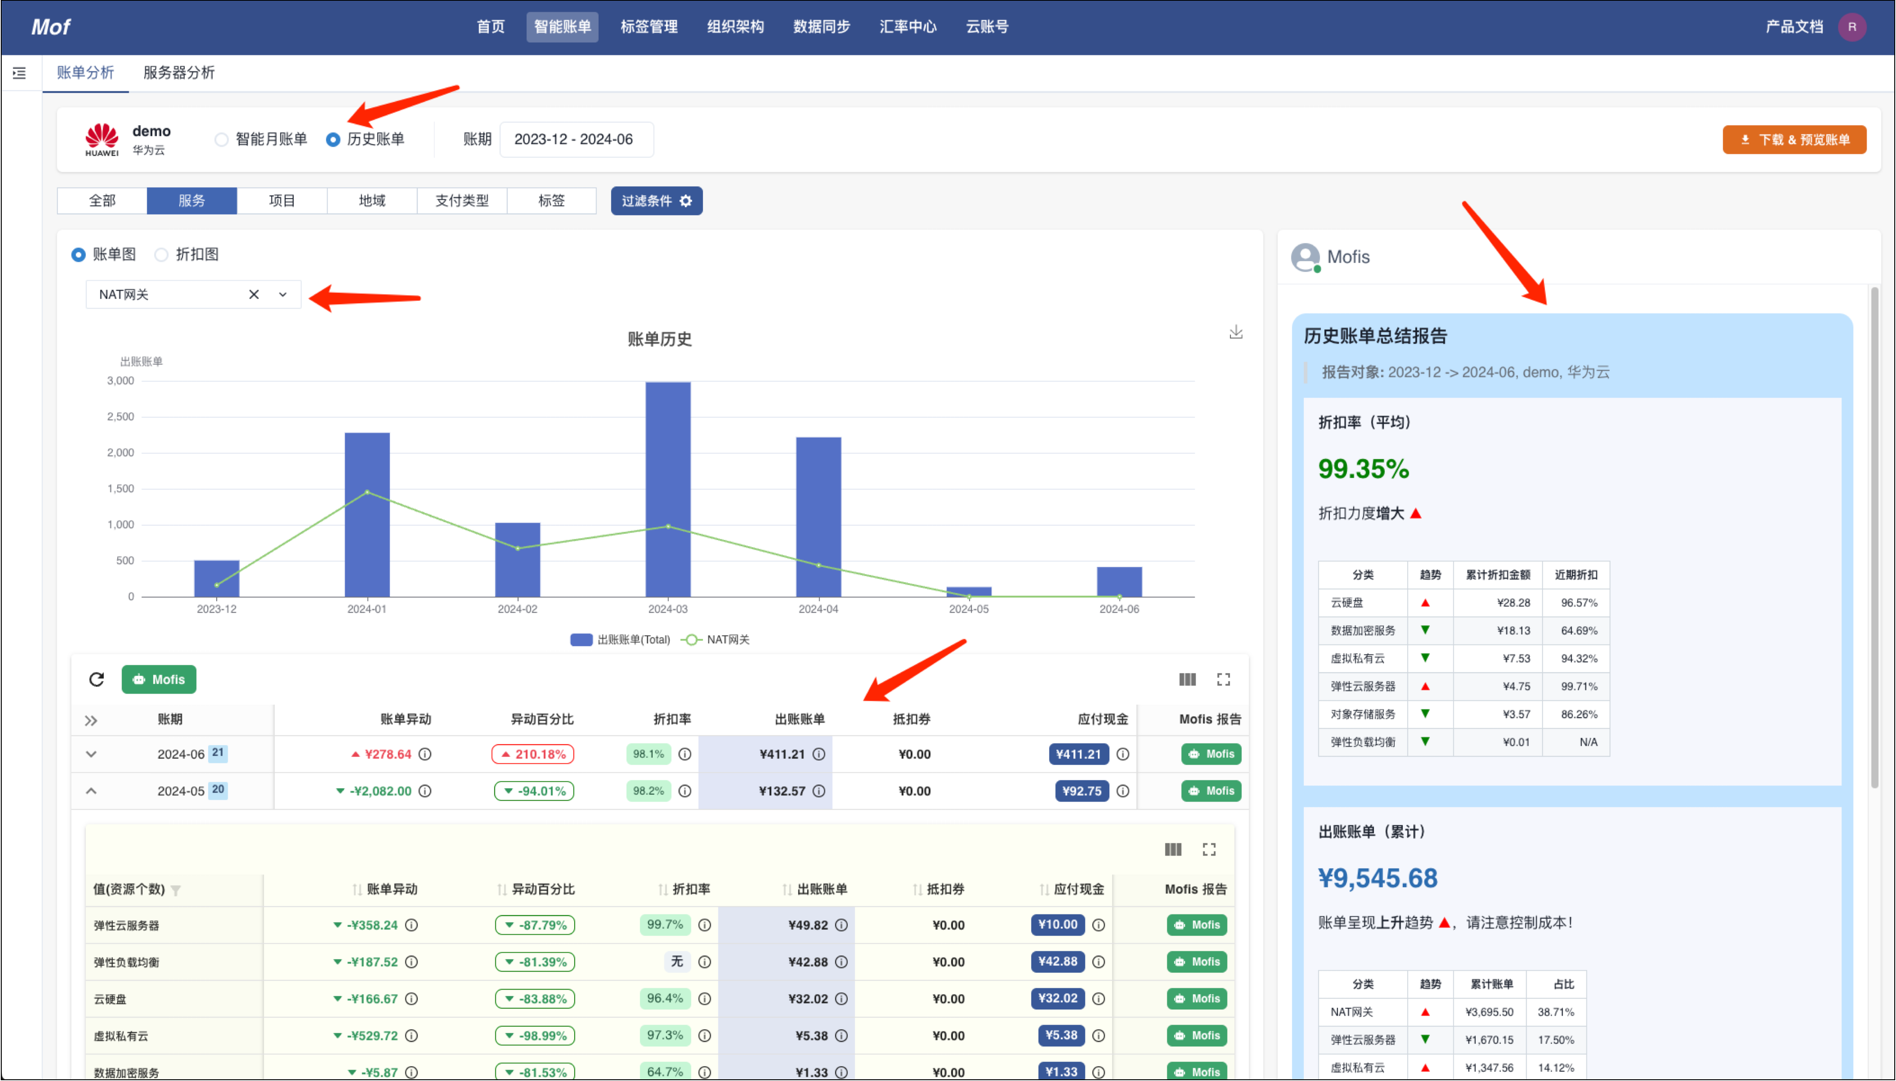 Mof
首页 智能账单 标签管理 组织架构 数据同步 汇率中心 云账号
产品文档 R
账单分析 服务器分析
HUAWEI
demo
华为云
智能月账单 历史账单
账期 2023-12 - 2024-06
下载 & 预览账单
全部 服务 项目 地域 支付类型 标签
过滤条件
账单图 折扣图
NAT网关
账单历史
出账账单
3,000
2,500
2,000
1,500
1,000
500
0
2023-12 2024-01 2024-02 2024-03 2024-04 2024-05 2024-06
出账账单(Total) NAT网关
Mofis
账期 账单异动 异动百分比 折扣率 出账账单 抵扣券 应付现金 Mofis 报告
2024-06 21 ▲ ¥278.64 ▲ 210.18% 98.1% ¥411.21 ¥0.00 ¥411.21 Mofis
2024-05 20 ▼ -¥2,082.00 ▼ -94.01% 98.2% ¥132.57 ¥0.00 ¥92.75 Mofis
值(资源个数) 账单异动 异动百分比 折扣率 出账账单 抵扣券 应付现金 Mofis 报告
弹性云服务器 ▼ -¥358.24 ▼ -87.79% 99.7% ¥49.82 ¥0.00 ¥10.00 Mofis
弹性负载均衡 ▼ -¥187.52 ▼ -81.39% 无 ¥42.88 ¥0.00 ¥42.88 Mofis
云硬盘 ▼ -¥166.67 ▼ -83.88% 96.4% ¥32.02 ¥0.00 ¥32.02 Mofis
虚拟私有云 ▼ -¥529.72 ▼ -98.99% 97.3% ¥5.38 ¥0.00 ¥5.38 Mofis
数据加密服务 ▼ -¥5.87 ▼ -81.53% 64.7% ¥1.33 ¥0.00 ¥1.33 Mofis
Mofis
历史账单总结报告
报告对象: 2023-12 -> 2024-06, demo, 华为云
折扣率（平均）
99.35%
折扣力度增大 ▲
分类 趋势 累计折扣金额 近期折扣
云硬盘 ▲ ¥28.28 96.57%
数据加密服务 ▼ ¥18.13 64.69%
虚拟私有云 ▼ ¥7.53 94.32%
弹性云服务器 ▲ ¥4.75 99.71%
对象存储服务 ▼ ¥3.57 86.26%
弹性负载均衡 ▼ ¥0.01 N/A
出账账单（累计）
¥9,545.68
账单呈现上升趋势 ▲，请注意控制成本！
分类 趋势 累计账单 占比
NAT网关 ▲ ¥3,695.50 38.71%
弹性云服务器 ▼ ¥1,670.15 17.50%
虚拟私有云 ▲ ¥1,347.56 14.12%